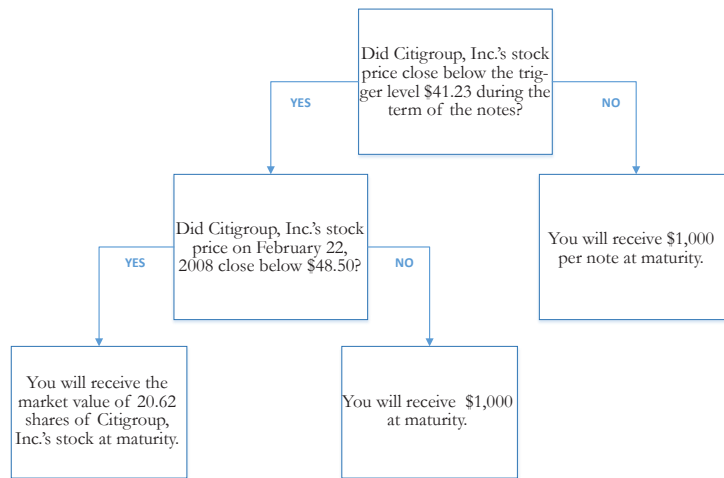 Did Citigroup, Inc.'s stock
price close below the trig-
ger level $41.23 during the
term of the notes?
YES
NO
Did Citigroup, Inc.'s stock
price on February 22,
2008 close below $48.50?
You will receive $1,000
per note at maturity.
YES
NO
You will receive the
market value of 20.62
shares of Citigroup,
Inc.'s stock at maturity.
You will receive $1,000
at maturity.